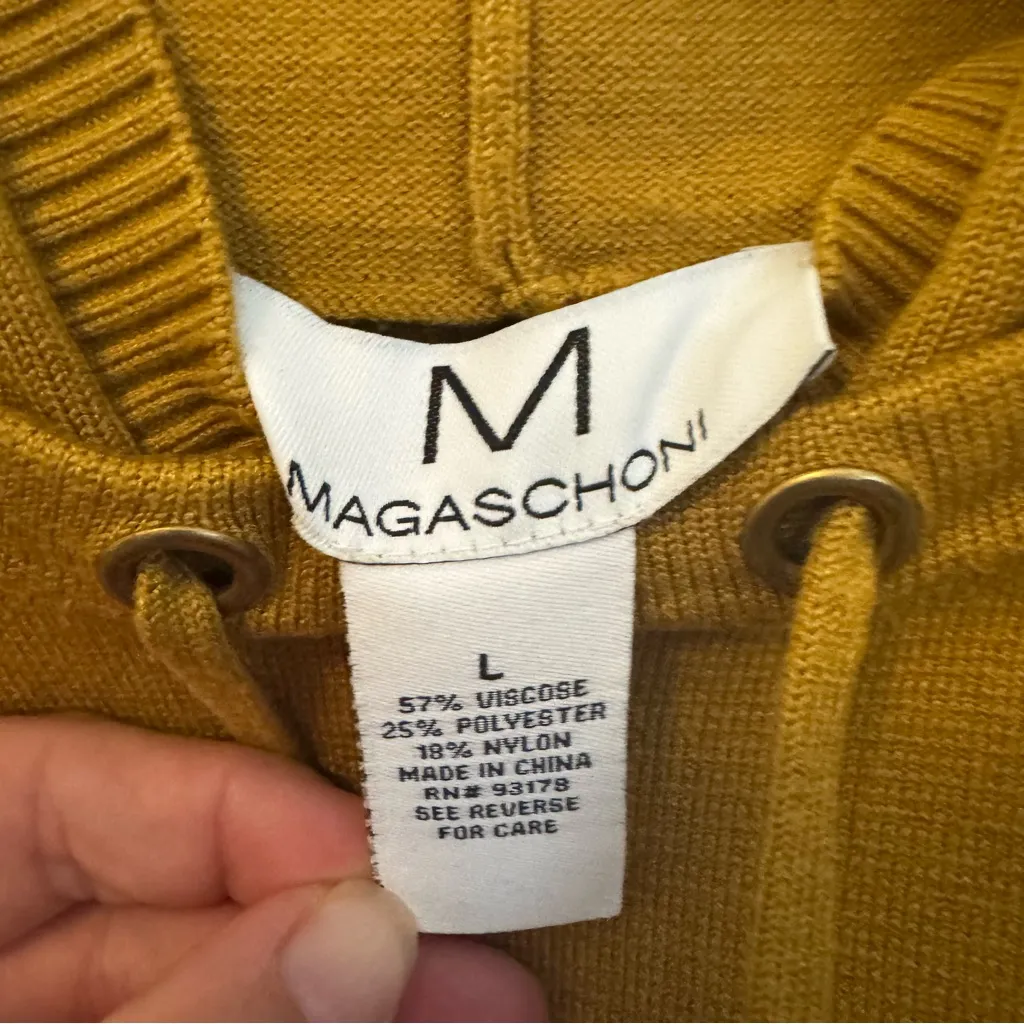 M
MAGASCHONI
L
57% VISCOSE
25% POLYESTER
18% NYLON
MADE IN CHINA
RN# 93178
SEE REVERSE
FOR CARE